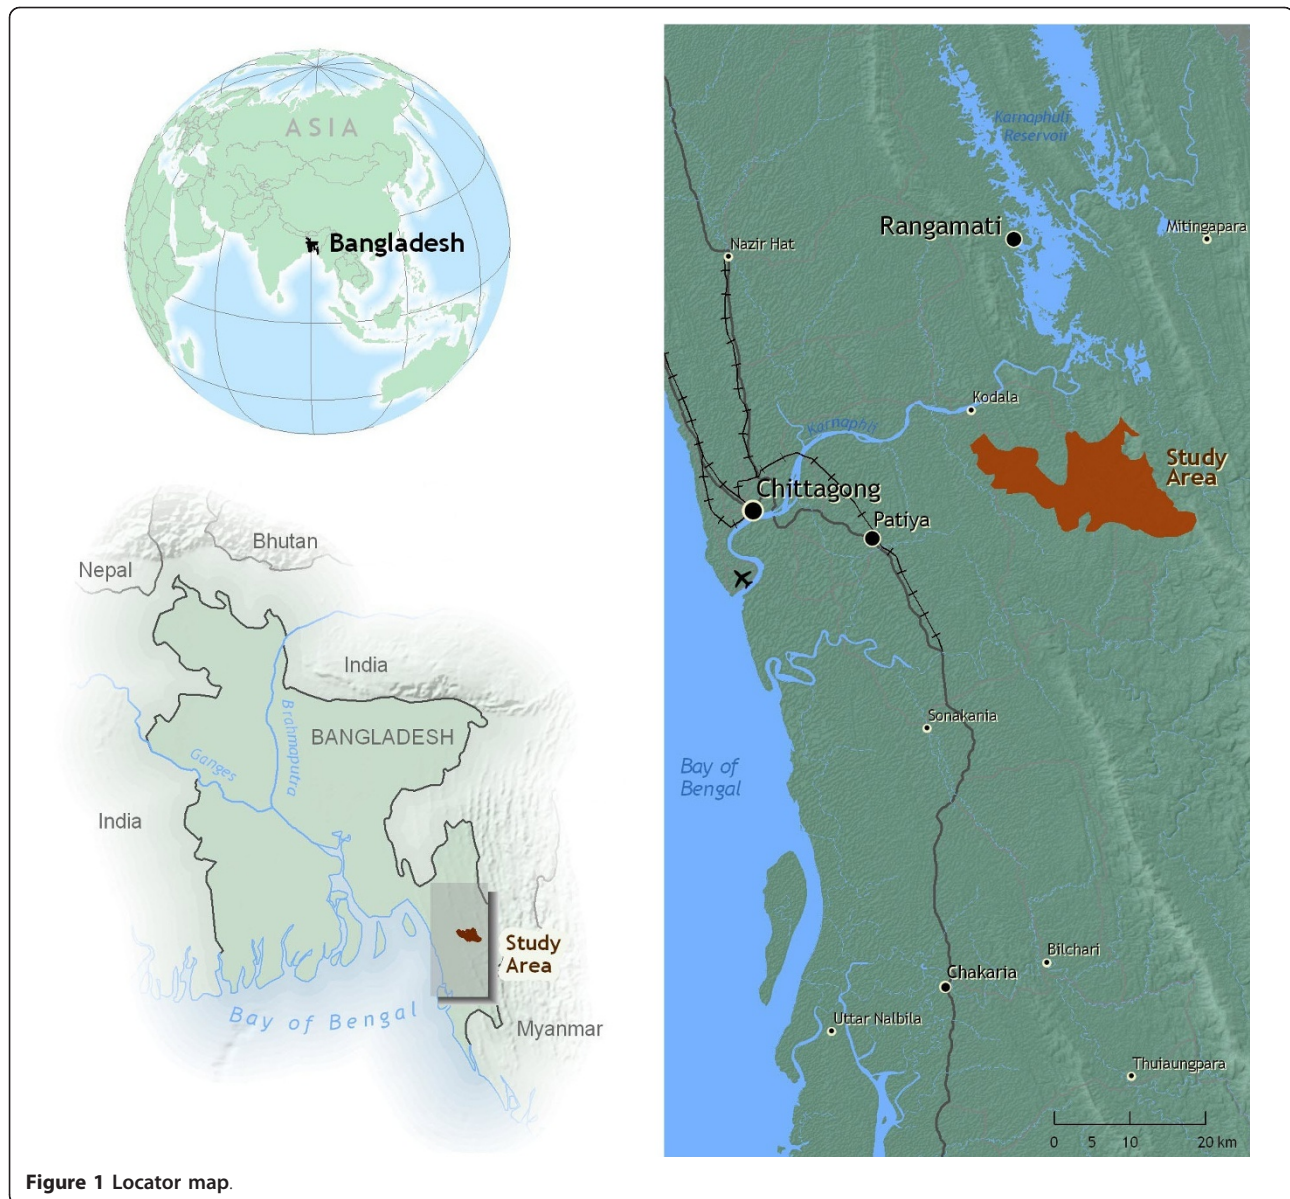 ASIA
Bangladesh
Bhutan
Nepal
India
Brahmaputra
BANGLADESH
Ganges
India
Study
Area
Bay of Bengal
Myanmar
Karnaphuli
Reservoir
Rangamati
Mitingapara
Nazir Hat
Kodala
Karnaphli
Study
Area
Chittagong
Patiya
Sonakania
Bay of
Bengal
Bilchari
Chakaria
Uttar Nalbila
Thuiaungpara
0 5 10 20 km
Figure 1 Locator map.